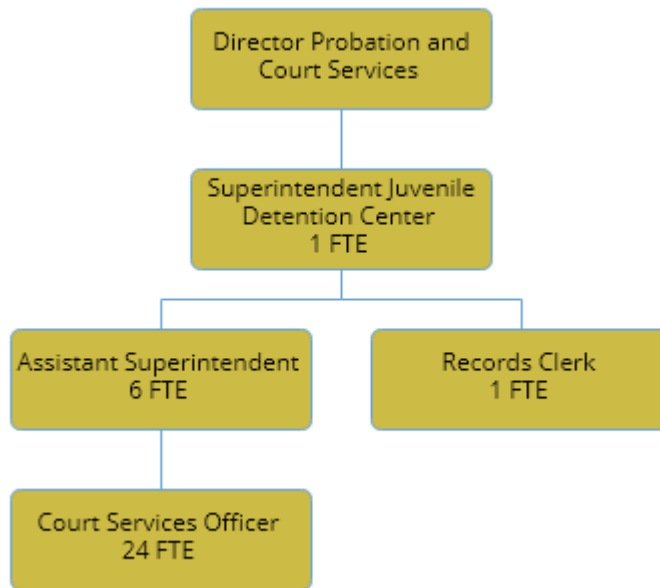 Director Probation and
Court Services
Superintendent Juvenile
Detention Center
1 FTE
Assistant Superintendent
6 FTE
Records Clerk
1 FTE
Court Services Officer
24 FTE